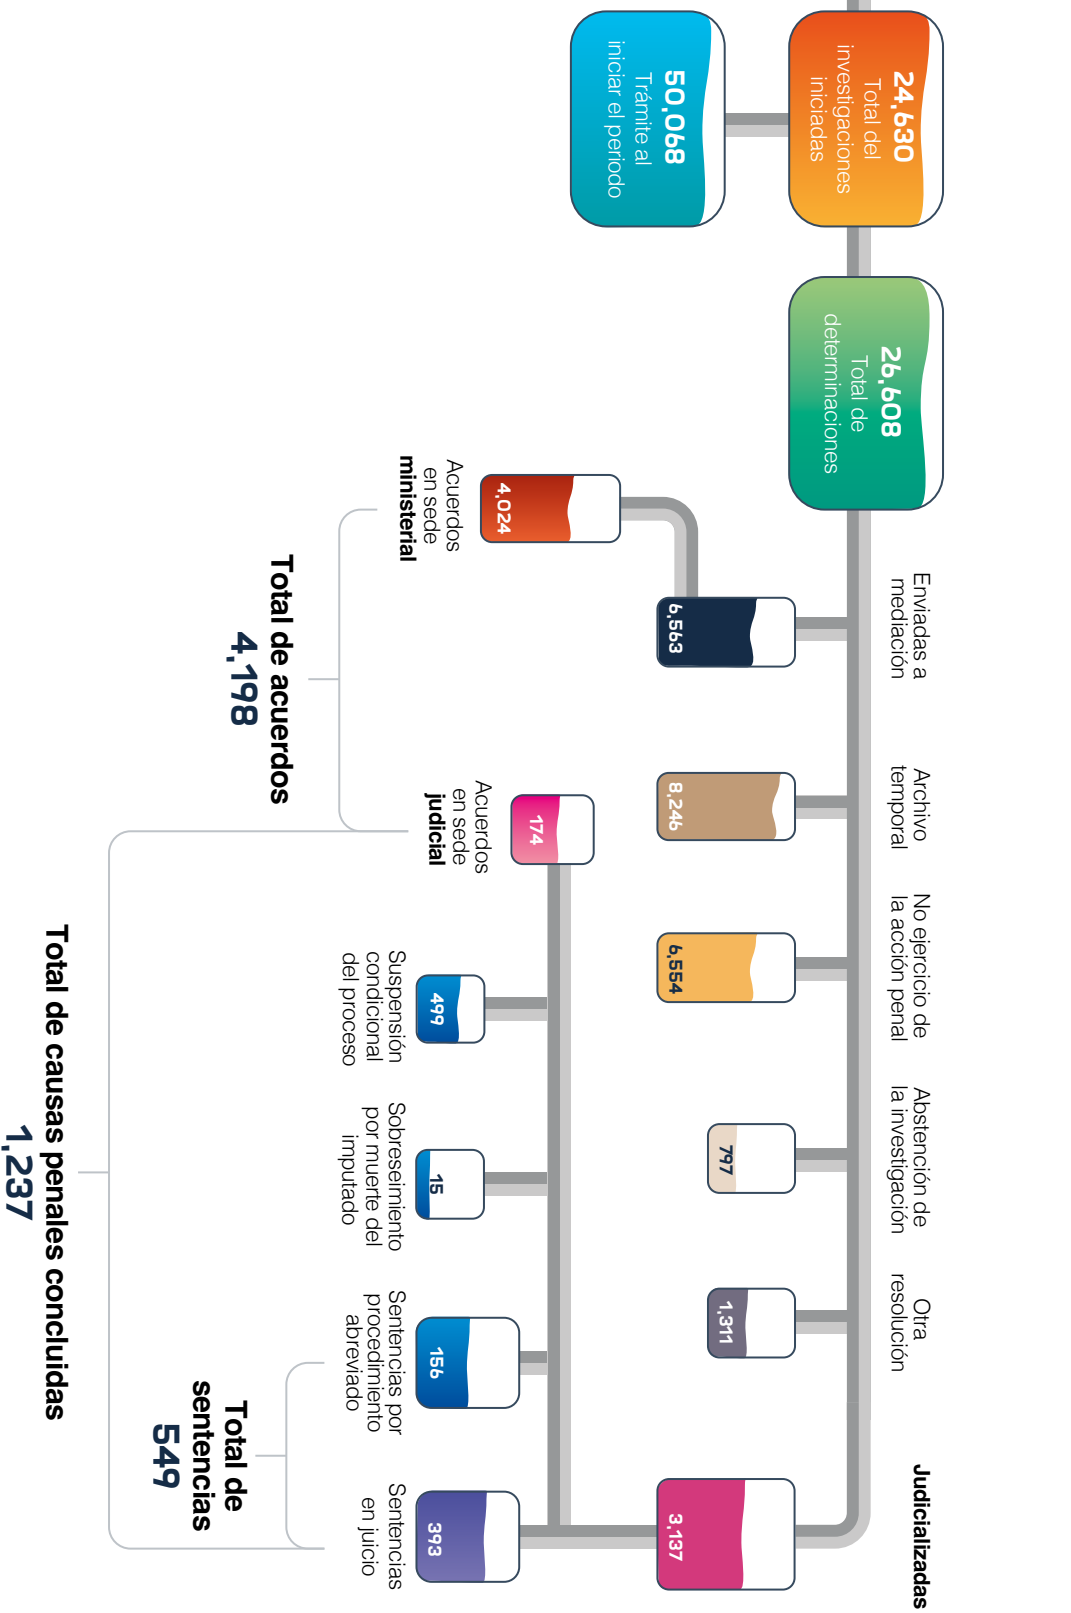 24,630
Total del
investigaciones
iniciadas
50,068
Trámite al
iniciar el periodo
26,608
Total de
determinaciones
Enviadas a
mediación
6,563
Archivo
temporal
8,246
No ejercicio de
la acción penal
6,554
Abstención de
la investigación
797
Otra
resolución
1,311
Judicializadas
3,137
4,024
Acuerdos
en sede
ministerial
174
Acuerdos
en sede
judicial
499
Suspensión
condicional
del proceso
15
Sobreseimiento
por muerte del
imputado
156
Sentencias por
procedimiento
abreviado
393
Sentencias
en juicio
Total de acuerdos
4,198
Total de
sentencias
549
Total de causas penales concluidas
1,237